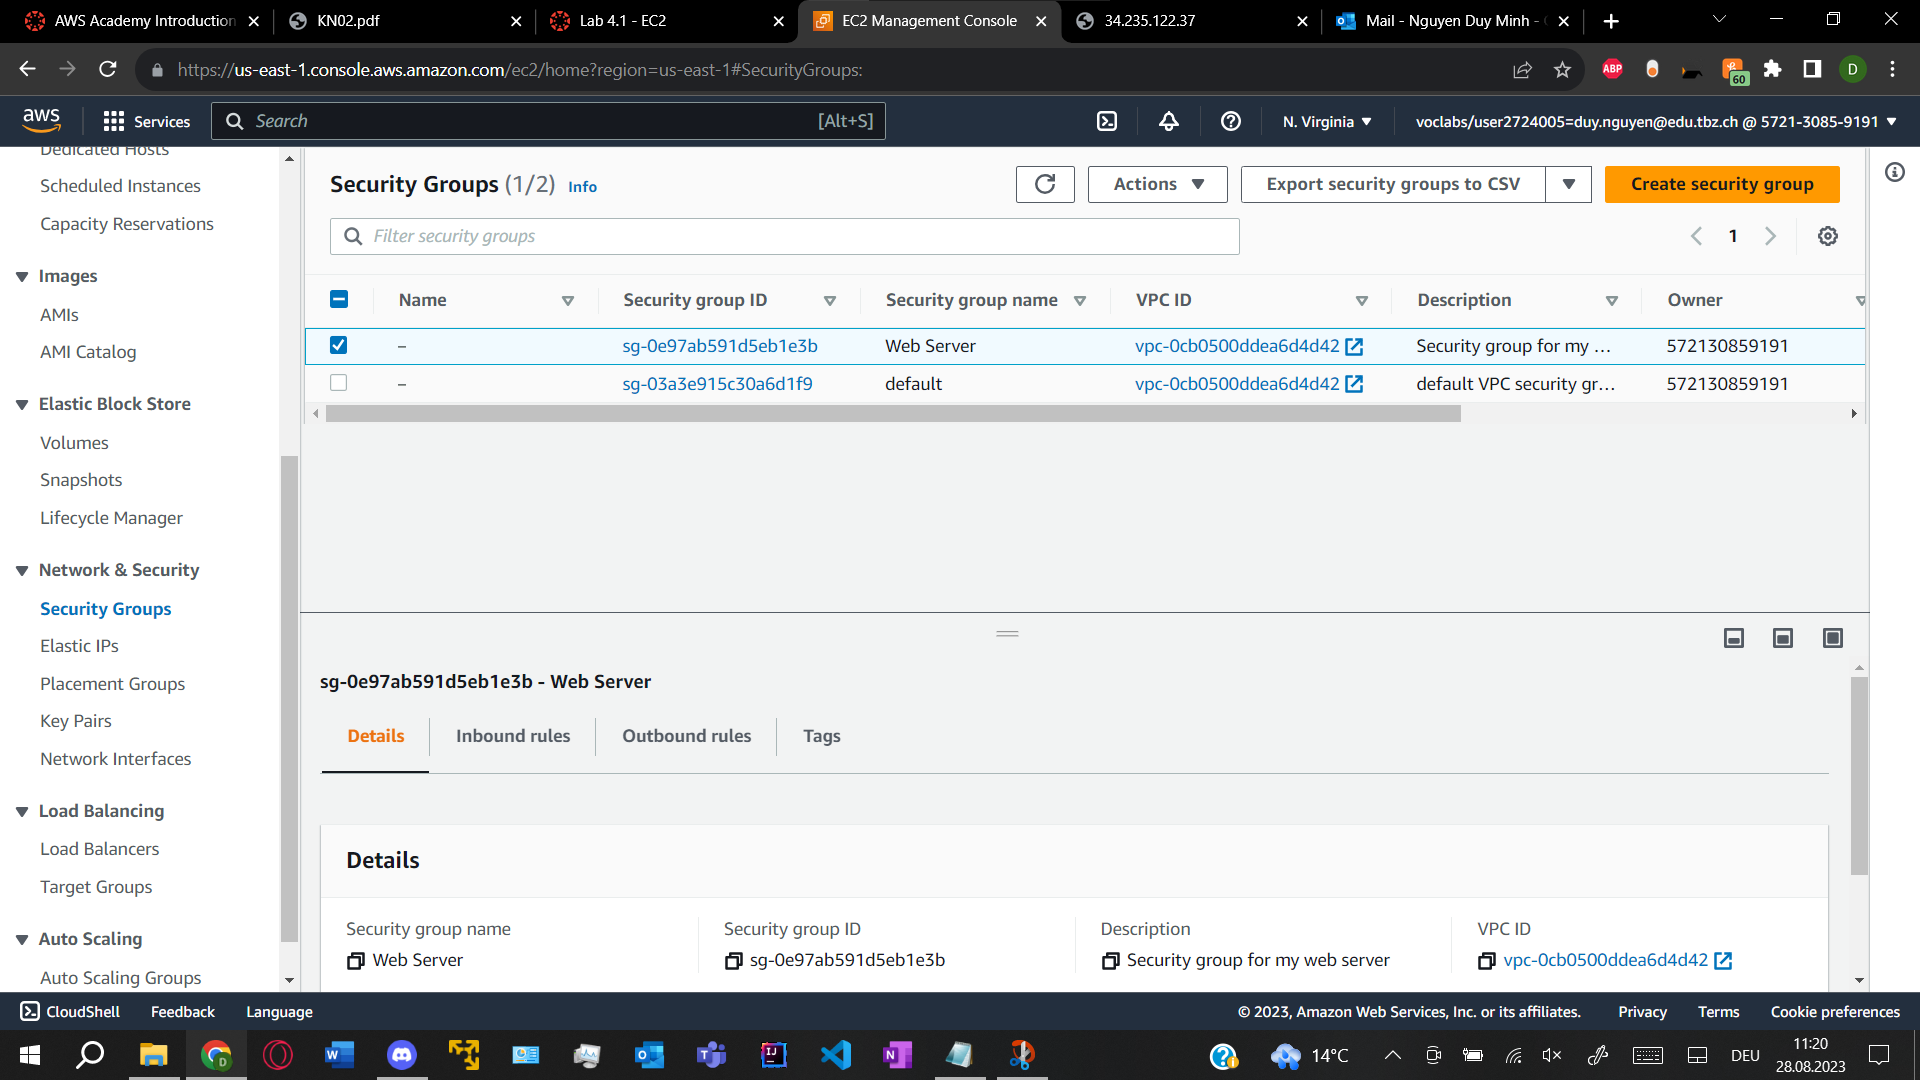 AWS Academy Introduction
KN02.pdf
Lab 4.1 - EC2
EC2 Management Console
34.235.122.37
Mail - Nguyen Duy Minh -
https://us-east-1.console.aws.amazon.com/ec2/home?region=us-east-1#SecurityGroups:
ABP
60
D
aws
Services
Search
[Alt+S]
N. Virginia
voclabs/user2724005=duy.nguyen@edu.tbz.ch @ 5721-3085-9191
Dedicated Hosts
Scheduled Instances
Capacity Reservations
Images
AMIs
AMI Catalog
Elastic Block Store
Volumes
Snapshots
Lifecycle Manager
Network & Security
Security Groups
Elastic IPs
Placement Groups
Key Pairs
Network Interfaces
Load Balancing
Load Balancers
Target Groups
Auto Scaling
Auto Scaling Groups
Security Groups (1/2) Info
Actions
Export security groups to CSV
Create security group
Filter security groups
1
Name Security group ID Security group name VPC ID Description Owner
– sg-0e97ab591d5eb1e3b Web Server vpc-0cb0500ddea6d4d42 Security group for my ... 572130859191
– sg-03a3e915c30a6d1f9 default vpc-0cb0500ddea6d4d42 default VPC security gr... 572130859191
sg-0e97ab591d5eb1e3b - Web Server
Details
Inbound rules
Outbound rules
Tags
Details
Security group name
Web Server
Security group ID
sg-0e97ab591d5eb1e3b
Description
Security group for my web server
VPC ID
vpc-0cb0500ddea6d4d42
CloudShell
Feedback
Language
© 2023, Amazon Web Services, Inc. or its affiliates.
Privacy
Terms
Cookie preferences
14°C
DEU
11:20
28.08.2023